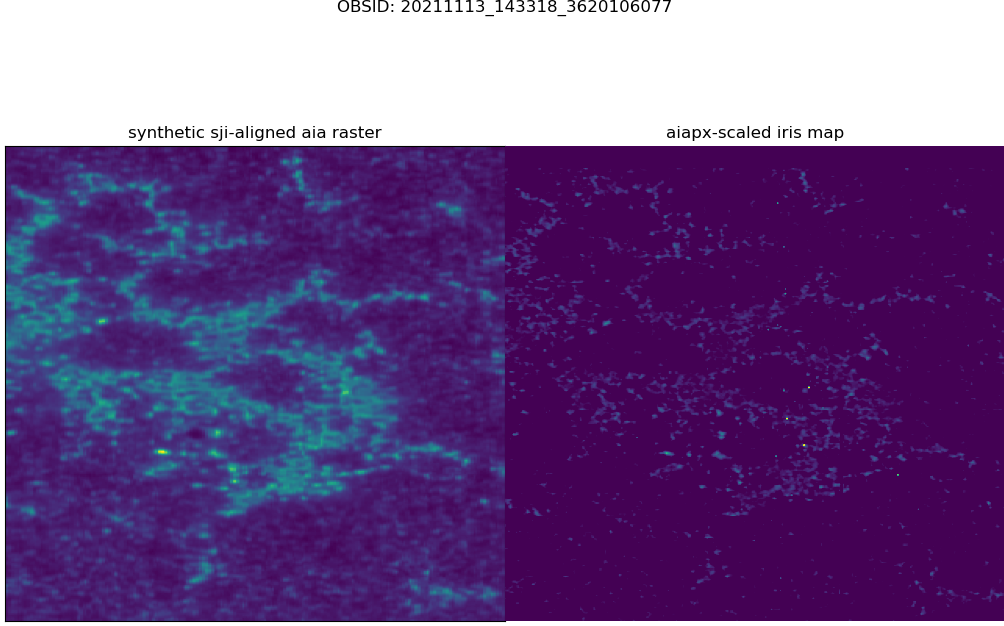 OBSID: 20211113_143318_3620106077
synthetic sji-aligned aia raster
aiapx-scaled iris map